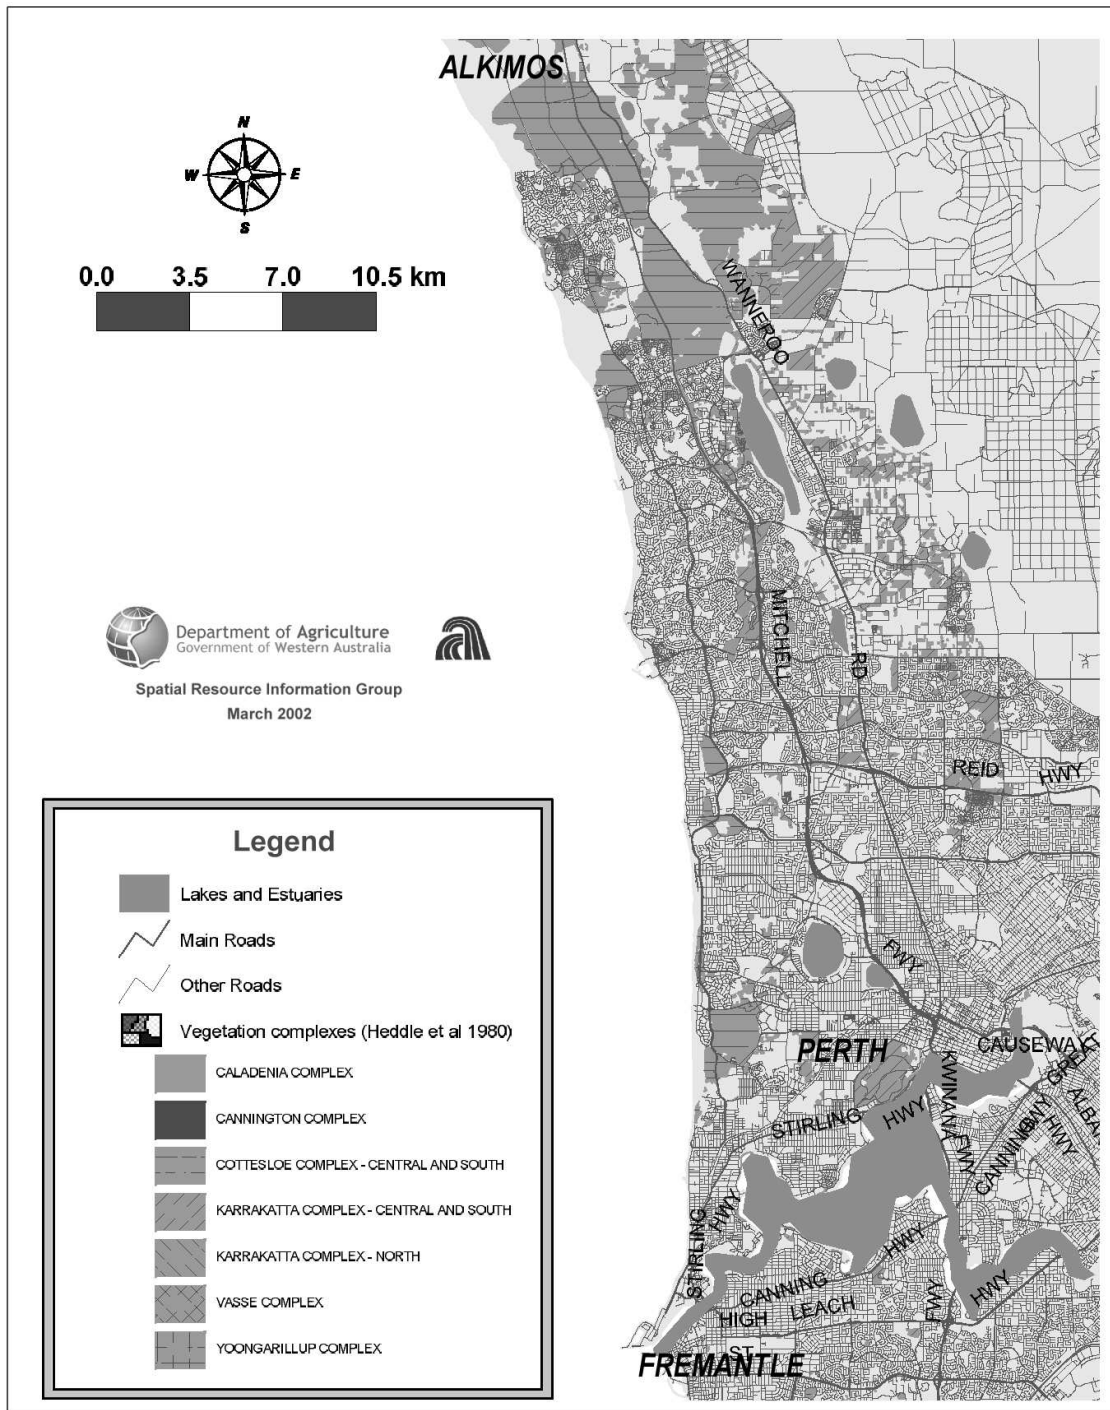 ALKIMOS
N
W E
S
0.0 3.5 7.0 10.5 km
WANNEROO
Department of Agriculture
Government of Western Australia
Spatial Resource Information Group
March 2002
MITCHELL
RD
REID
HWY
Legend
Lakes and Estuaries
Main Roads
Other Roads
Vegetation complexes (Heddle et al 1980)
CALADENIA COMPLEX
CANNINGTON COMPLEX
COTTESLOE COMPLEX - CENTRAL AND SOUTH
KARRAKATTA COMPLEX - CENTRAL AND SOUTH
KARRAKATTA COMPLEX - NORTH
VASSE COMPLEX
YOONGARILLUP COMPLEX
FWY
PERTH
CAUSEWAY
GREAT
KWINANA
FWY
CANNING
HWY
HWY
ALBAN
STIRLING
HWY
STIRLING
HWY
HWY
CANNING
LEACH
HIGH
ST
FWY
HWY
FREMANTLE